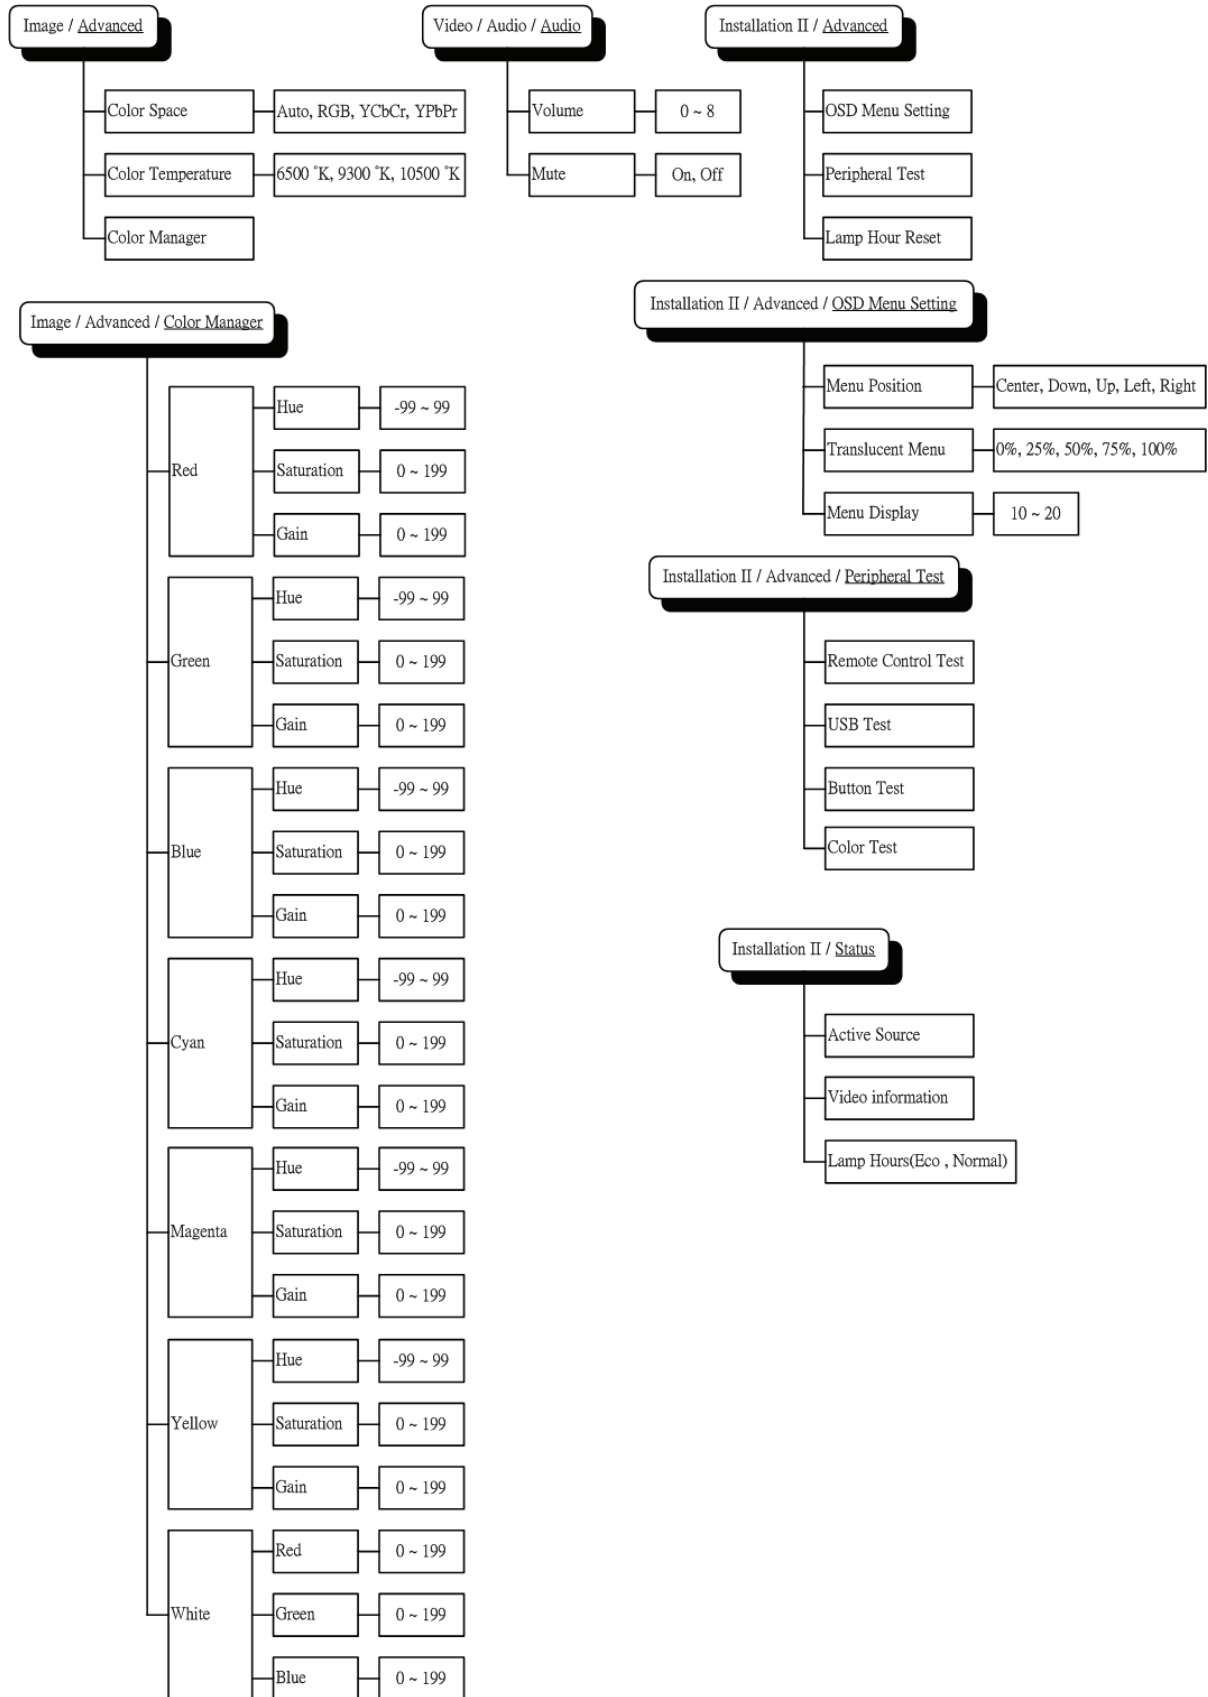 Image / Advanced
Color Space
Auto, RGB, YCbCr, YPbPr
Color Temperature
6500 °K, 9300 °K, 10500 °K
Color Manager
Video / Audio / Audio
Volume
0 ~ 8
Mute
On, Off
Installation II / Advanced
OSD Menu Setting
Peripheral Test
Lamp Hour Reset
Image / Advanced / Color Manager
Red
Hue
-99 ~ 99
Saturation
0 ~ 199
Gain
0 ~ 199
Green
Hue
-99 ~ 99
Saturation
0 ~ 199
Gain
0 ~ 199
Blue
Hue
-99 ~ 99
Saturation
0 ~ 199
Gain
0 ~ 199
Cyan
Hue
-99 ~ 99
Saturation
0 ~ 199
Gain
0 ~ 199
Magenta
Hue
-99 ~ 99
Saturation
0 ~ 199
Gain
0 ~ 199
Yellow
Hue
-99 ~ 99
Saturation
0 ~ 199
Gain
0 ~ 199
White
Red
0 ~ 199
Green
0 ~ 199
Blue
0 ~ 199
Installation II / Advanced / OSD Menu Setting
Menu Position
Center, Down, Up, Left, Right
Translucent Menu
0%, 25%, 50%, 75%, 100%
Menu Display
10 ~ 20
Installation II / Advanced / Peripheral Test
Remote Control Test
USB Test
Button Test
Color Test
Installation II / Status
Active Source
Video information
Lamp Hours(Eco , Normal)